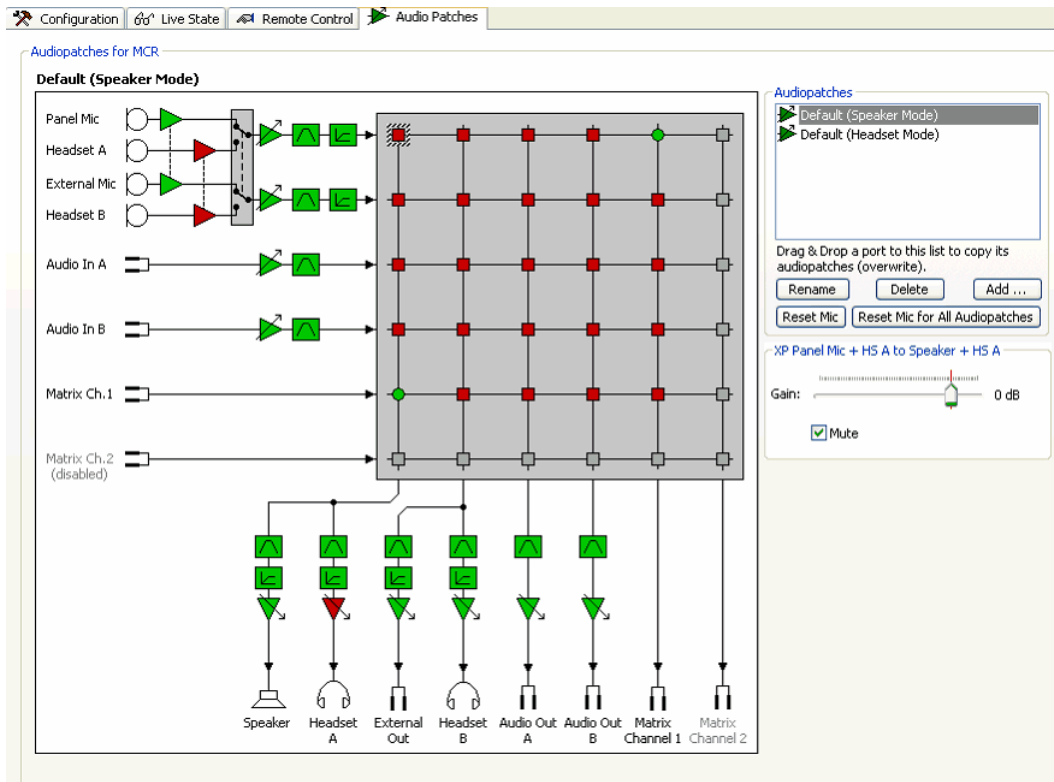 Configuration
Live State
Remote Control
Audio Patches
Audiopatches for MCR
Default (Speaker Mode)
Panel Mic
Headset A
External Mic
Headset B
Audio In A
Audio In B
Matrix Ch.1
Matrix Ch.2
(disabled)
Speaker
Headset
A
External
Out
Headset
B
Audio Out
A
Audio Out
B
Matrix
Channel 1
Matrix
Channel 2
Audiopatches
Default (Speaker Mode)
Default (Headset Mode)
Drag & Drop a port to this list to copy its
audiopatches (overwrite).
Rename
Delete
Add ...
Reset Mic
Reset Mic for All Audiopatches
XP Panel Mic + HS A to Speaker + HS A
Gain:
0 dB
Mute